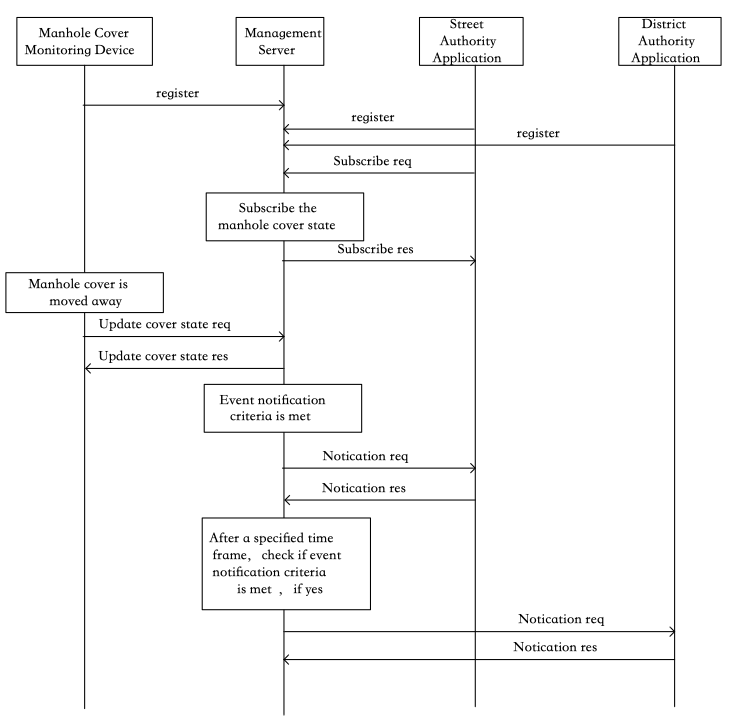 Manhole Cover
Monitoring Device
Management
Server
Street
Authority
Application
District
Authority
Application
register
register
register
Subscribe req
Subscribe the
manhole cover state
Subscribe res
Manhole cover is
moved away
Update cover state req
Update cover state res
Event notification
criteria is met
Notication req
Notication res
After a specified time
frame, check if event
notification criteria
is met , if yes
Notication req
Notication res